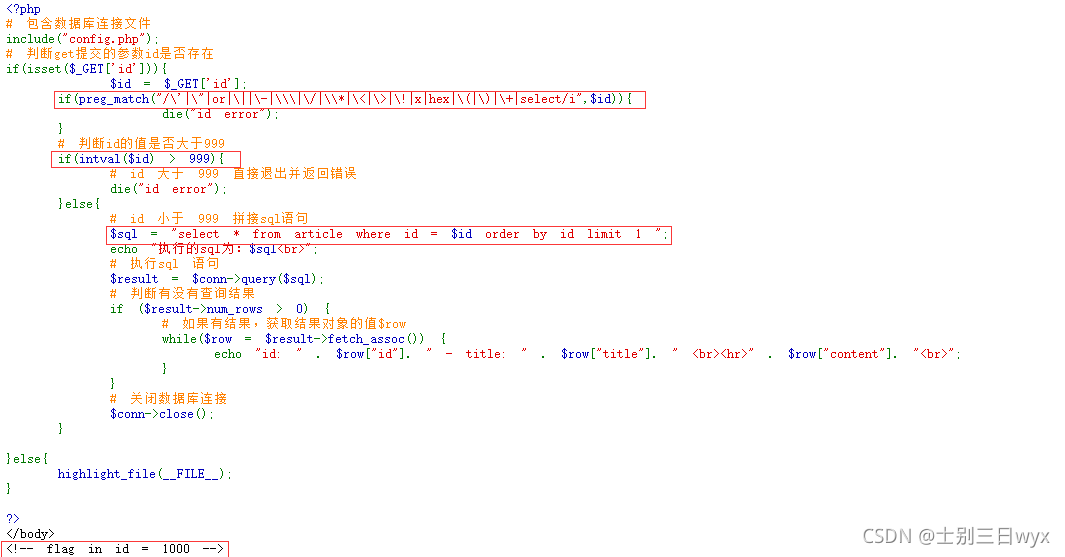 <?php
# 包含数据库连接文件
include("config.php");
# 判断get提交的参数id是否存在
if(isset($_GET['id'])){
$id = $_GET['id'];
if(preg_match("/\'|\"|or|\||\-|\\\|\/|\\*|\<|\>|\!|x|hex|\(|\)|\+|select/i",$id)){
die("id error");
}
# 判断id的值是否大于999
if(intval($id) > 999){
# id 大于 999 直接退出并返回错误
die("id error");
}else{
# id 小于 999 拼接sql语句
$sql = "select * from article where id = $id order by id limit 1 ";
echo "执行的sql为：$sql<br>";
# 执行sql 语句
$result = $conn->query($sql);
# 判断有没有查询结果
if ($result->num_rows > 0) {
# 如果有结果，获取结果对象的值$row
while($row = $result->fetch_assoc()) {
echo "id: " . $row["id"]. " - title: " . $row["title"]. " <br><hr>" . $row["content"]. "<br>";
}
}
# 关闭数据库连接
$conn->close();
}
}else{
highlight_file(__FILE__);
}
?>
</body>
<!-- flag in id = 1000 -->
CSDN @士别三日wyx